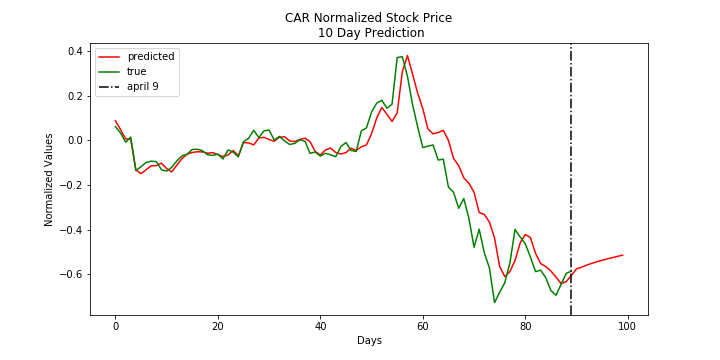 CAR Normalized Stock Price
10 Day Prediction
predicted
true
april 9
Normalized Values
0.4
0.2
0.0
−0.2
−0.4
−0.6
0
20
40
60
80
100
Days